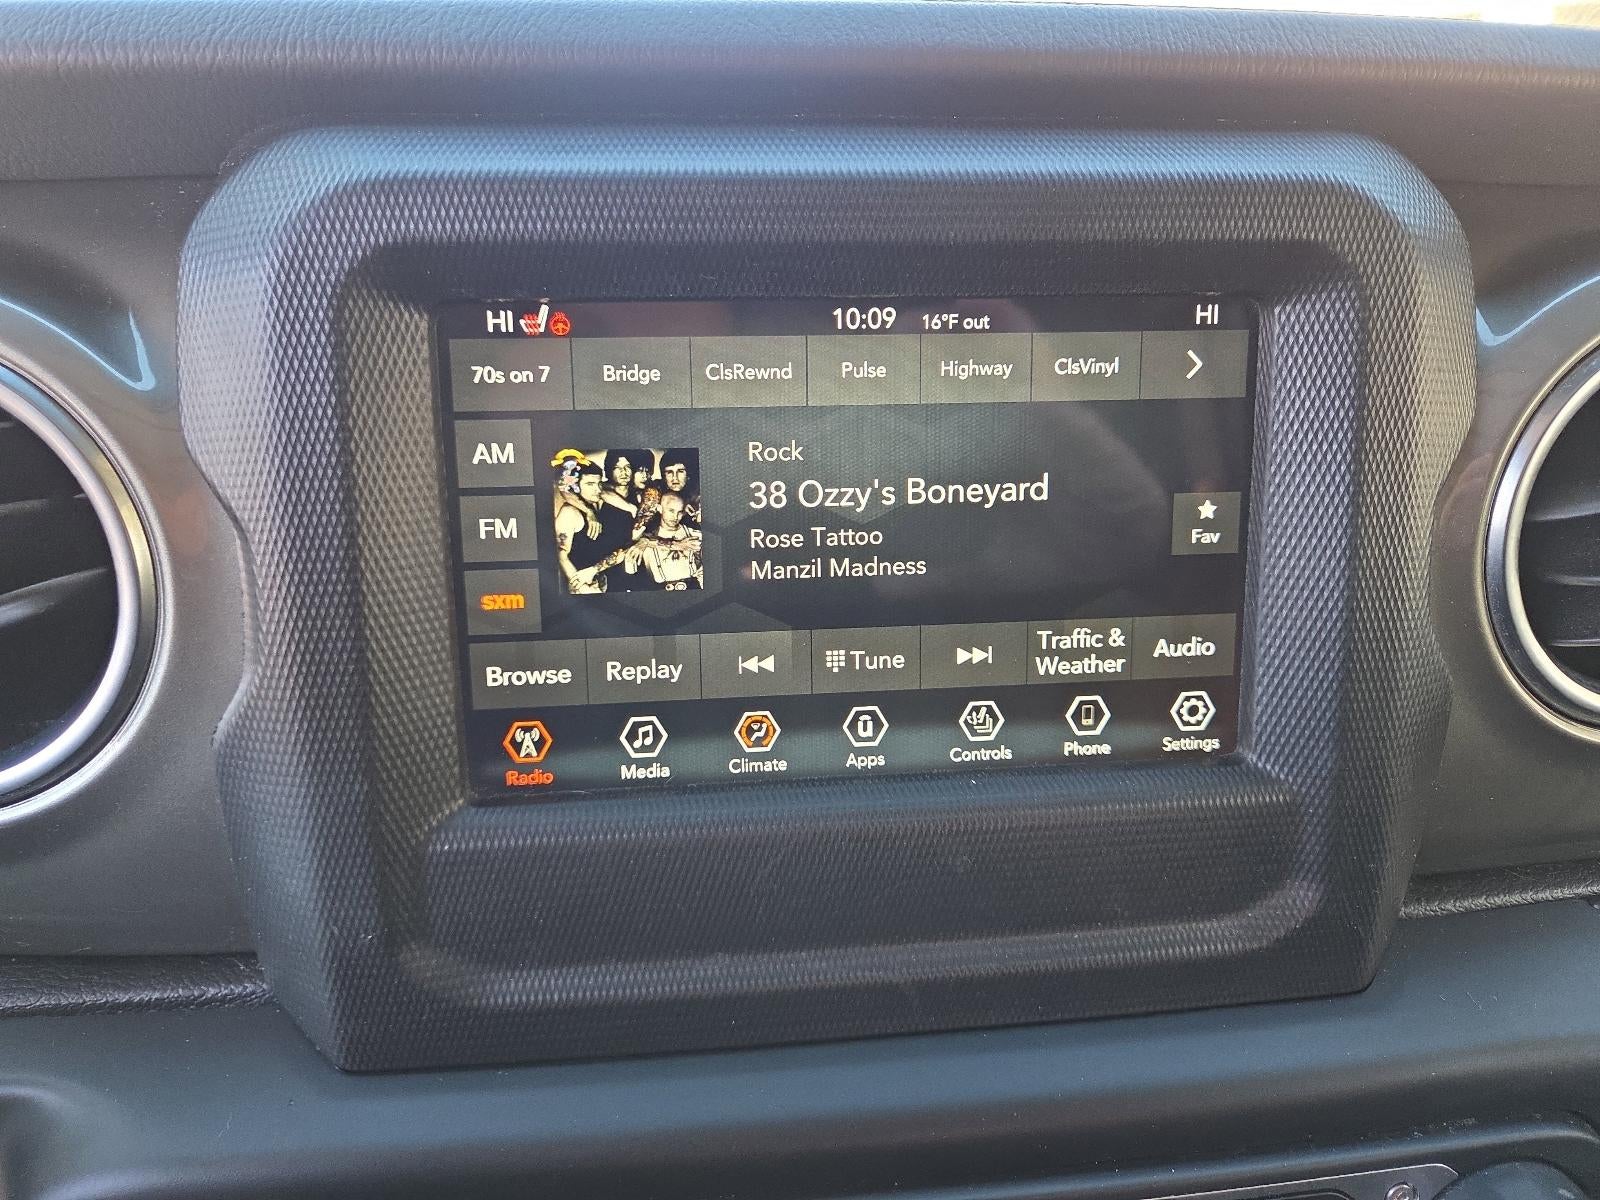 HI 10:09 16°F out HI
70s on 7 Bridge ClsRewnd Pulse Highway ClsVinyl
AM
Rock
38 Ozzy's Boneyard
FM
Rose Tattoo
Fav
Manzil Madness
sxm
Browse Replay Tune Traffic & Weather Audio
Radio Media Climate Apps Controls Phone Settings